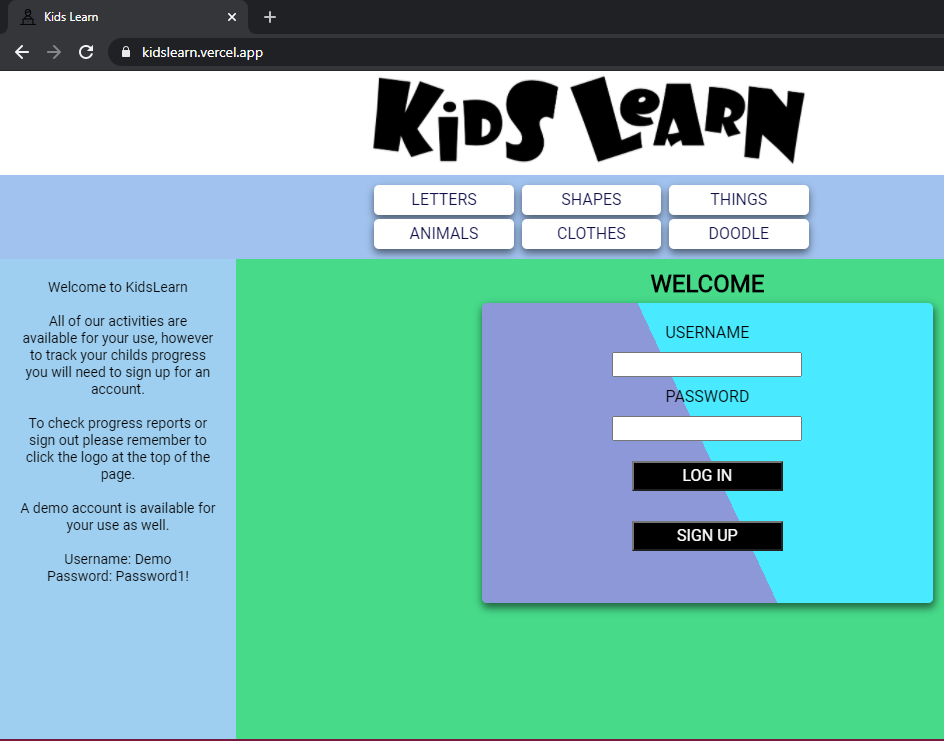 Kids Learn
kidslearn.vercel.app
KiDS LeARN
LETTERS SHAPES THINGS
ANIMALS CLOTHES DOODLE
Welcome to KidsLearn
All of our activities are
available for your use, however
to track your childs progress
you will need to sign up for an
account.
To check progress reports or
sign out please remember to
click the logo at the top of the
page.
A demo account is available for
your use as well.
Username: Demo
Password: Password1!
WELCOME
USERNAME
PASSWORD
LOG IN
SIGN UP